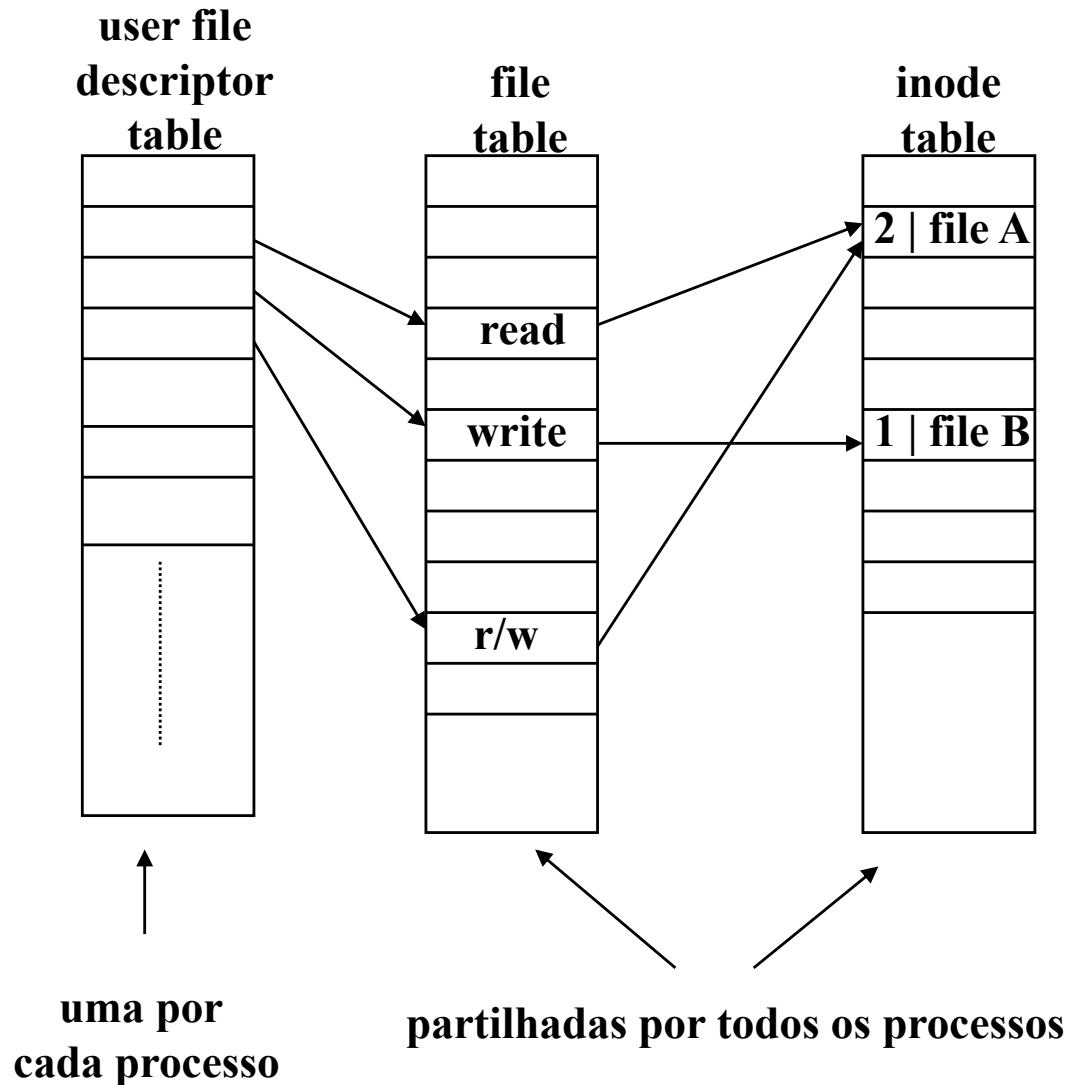 user file
descriptor
table
file
table
inode
table
2 | file A
read
write
1 | file B
r/w
uma por
cada processo
partilhadas por todos os processos